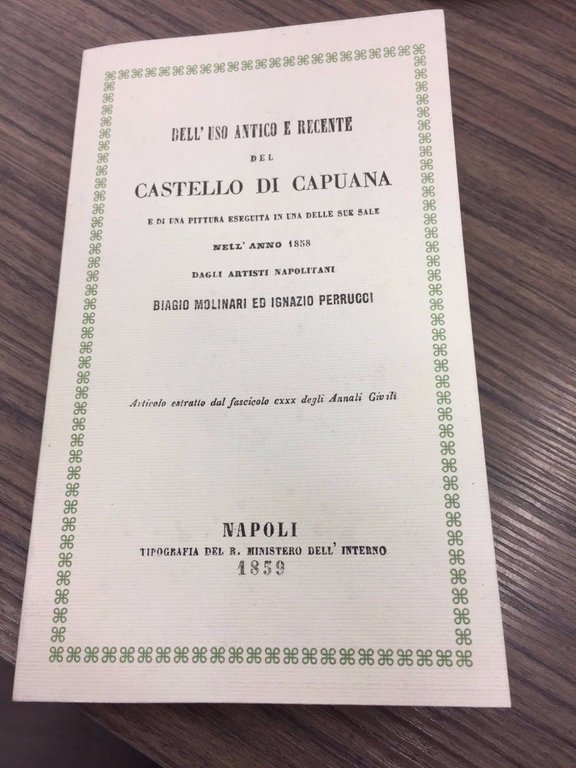 DELL' USO ANTICO E RECENTE
DEL
CASTELLO DI CAPUANA
E DI UNA PITTURA ESEGUITA IN UNA DELLE SUE SALE
NELL' ANNO 1858
DAGLI ARTISTI NAPOLITANI
BIAGIO MOLINARI ED IGNAZIO PERRUCCI
Articolo estratto dal fascicolo CXXX degli Annali Civili
NAPOLI
TIPOGRAFIA DEL R. MINISTERO DELL' INTERNO
1859